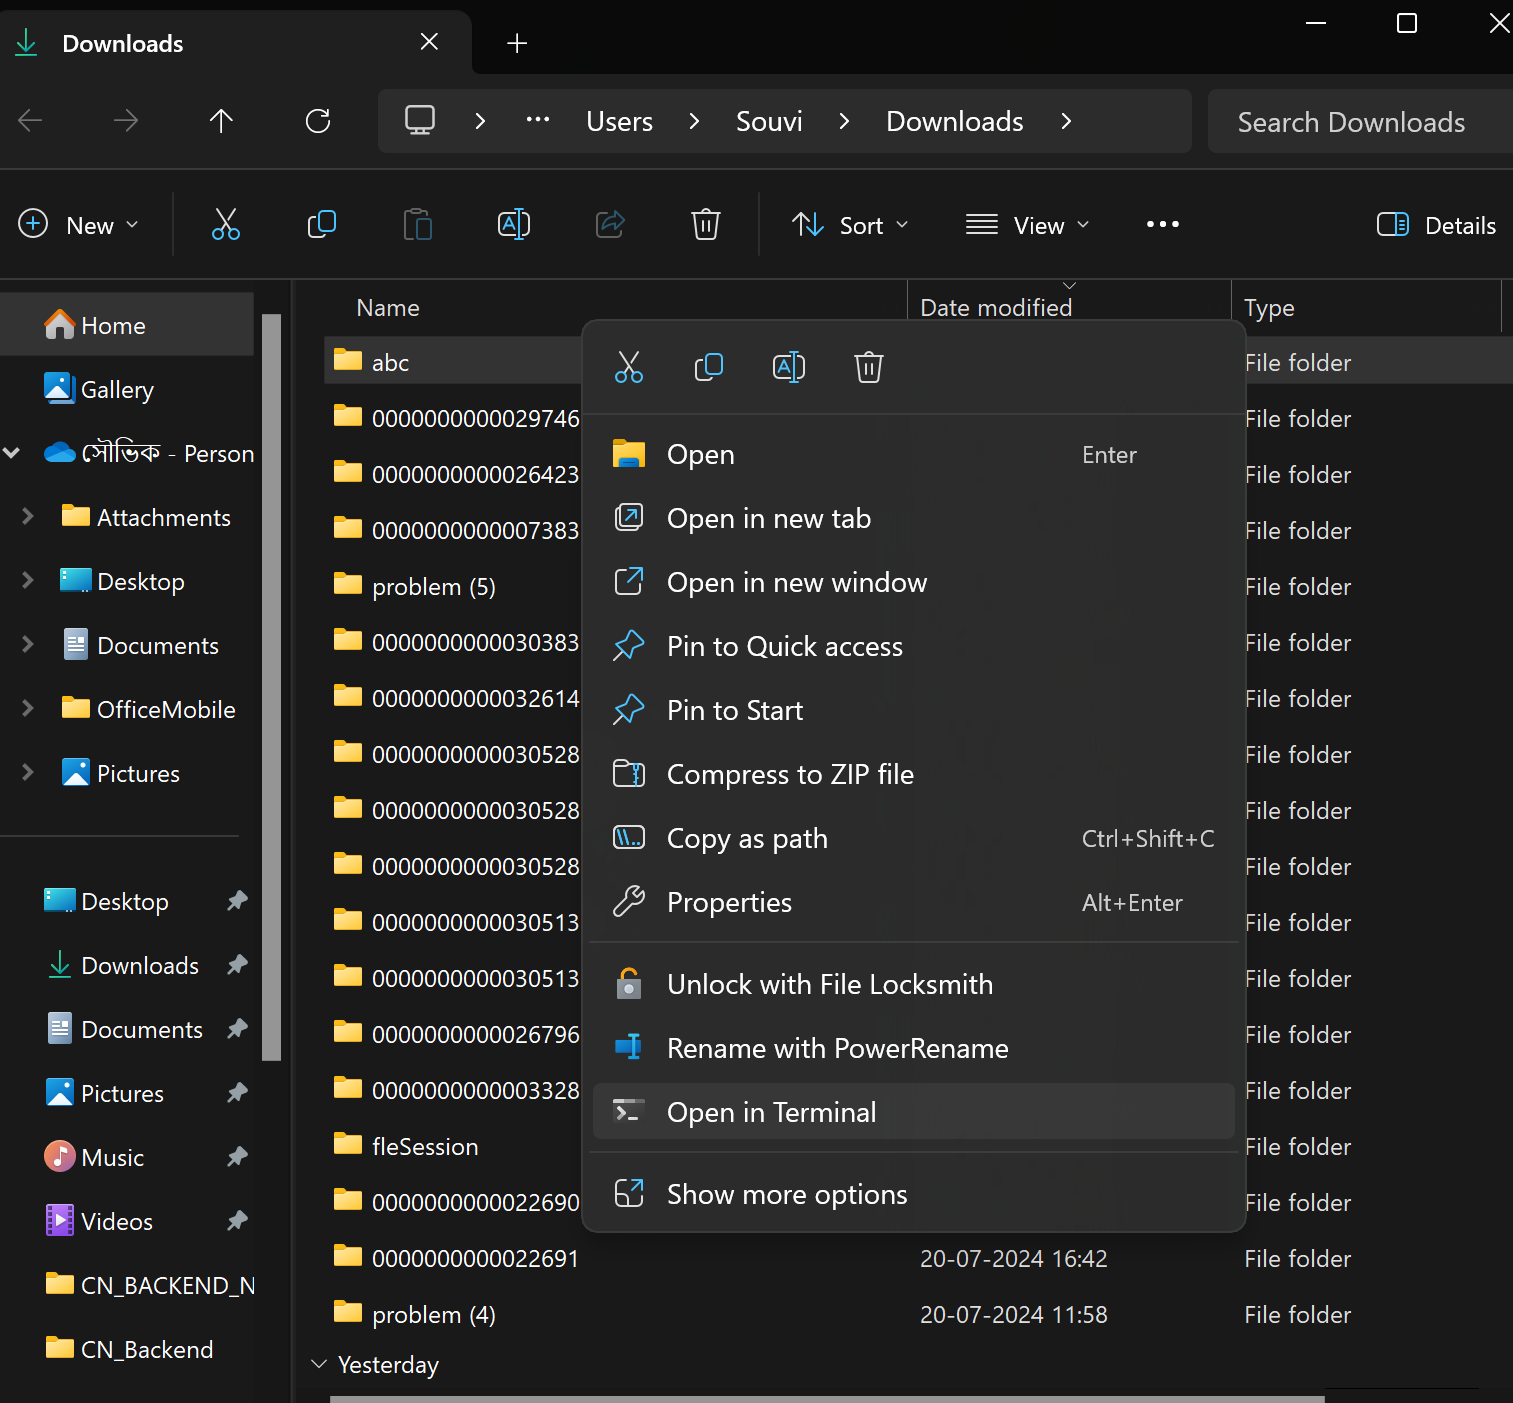 Downloads
Users > Souvi > Downloads >
Search Downloads
New
Sort
View
Details
Name
Date modified
Type
Home
Gallery
সৌভিক - Person
Attachments
Desktop
Documents
OfficeMobile
Pictures
Desktop
Downloads
Documents
Pictures
Music
Videos
CN_BACKEND_N
CN_Backend
abc File folder
0000000000029746 File folder
0000000000026423 File folder
0000000000007383 File folder
problem (5) File folder
0000000000030383 File folder
0000000000032614 File folder
0000000000030528 File folder
0000000000030528 File folder
0000000000030528 File folder
0000000000030513 File folder
0000000000030513 File folder
0000000000026796 File folder
0000000000003328 File folder
fleSession File folder
0000000000022690 File folder
0000000000022691 20-07-2024 16:42 File folder
problem (4) 20-07-2024 11:58 File folder
Yesterday
Open Enter
Open in new tab
Open in new window
Pin to Quick access
Pin to Start
Compress to ZIP file
Copy as path Ctrl+Shift+C
Properties Alt+Enter
Unlock with File Locksmith
Rename with PowerRename
Open in Terminal
Show more options